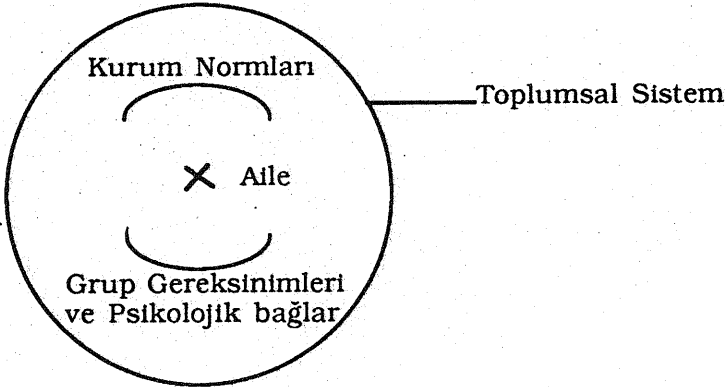 Kurum Normları
Toplumsal Sistem
Aile
Grup Gereksinimleri
ve Psikolojik bağlar